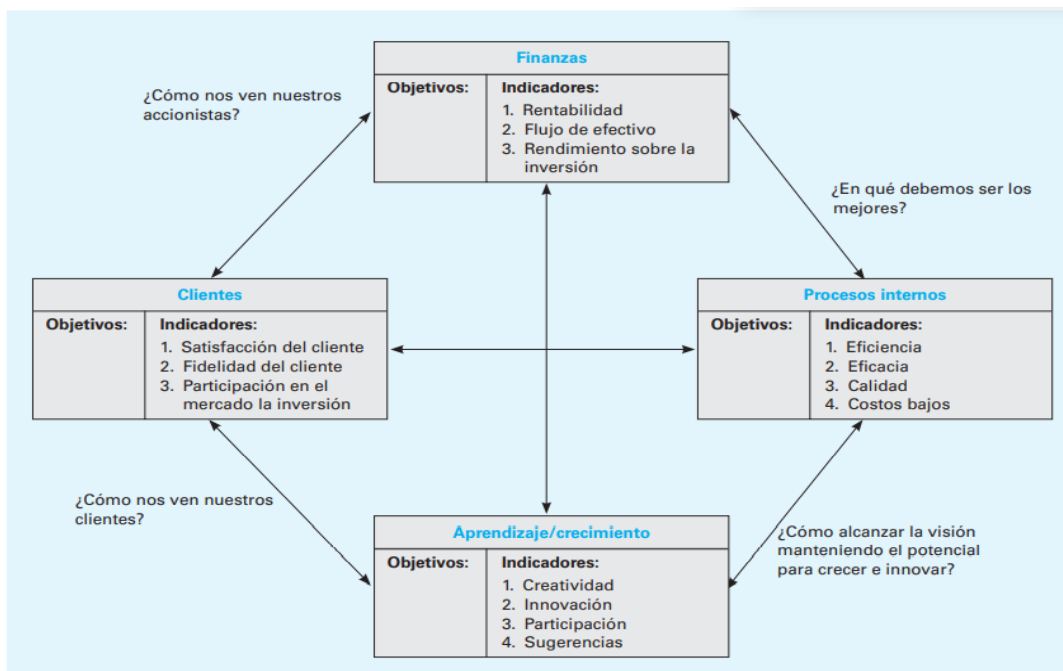 Finanzas
Objetivos:
Indicadores:
1. Rentabilidad
2. Flujo de efectivo
3. Rendimiento sobre la
inversión
¿Cómo nos ven nuestros
accionistas?
¿En qué debemos ser los
mejores?
Clientes
Objetivos:
Indicadores:
1. Satisfacción del cliente
2. Fidelidad del cliente
3. Participación en el
mercado la inversión
Procesos internos
Objetivos:
Indicadores:
1. Eficiencia
2. Eficacia
3. Calidad
4. Costos bajos
¿Cómo nos ven nuestros
clientes?
¿Cómo alcanzar la visión
manteniendo el potencial
para crecer e innovar?
Aprendizaje/crecimiento
Objetivos:
Indicadores:
1. Creatividad
2. Innovación
3. Participación
4. Sugerencias